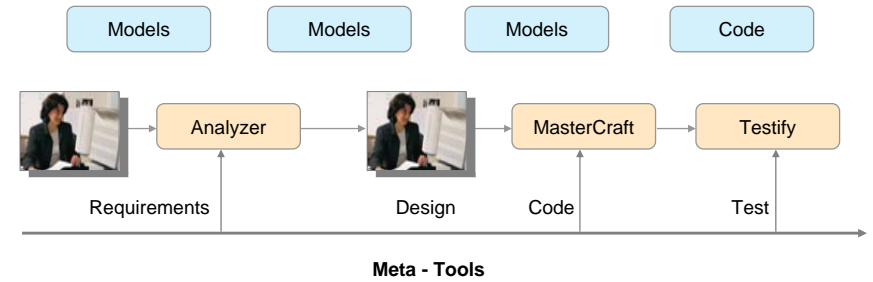 Models
Models
Models
Code
Analyzer
MasterCraft
Testify
Requirements
Design
Code
Test
Meta - Tools